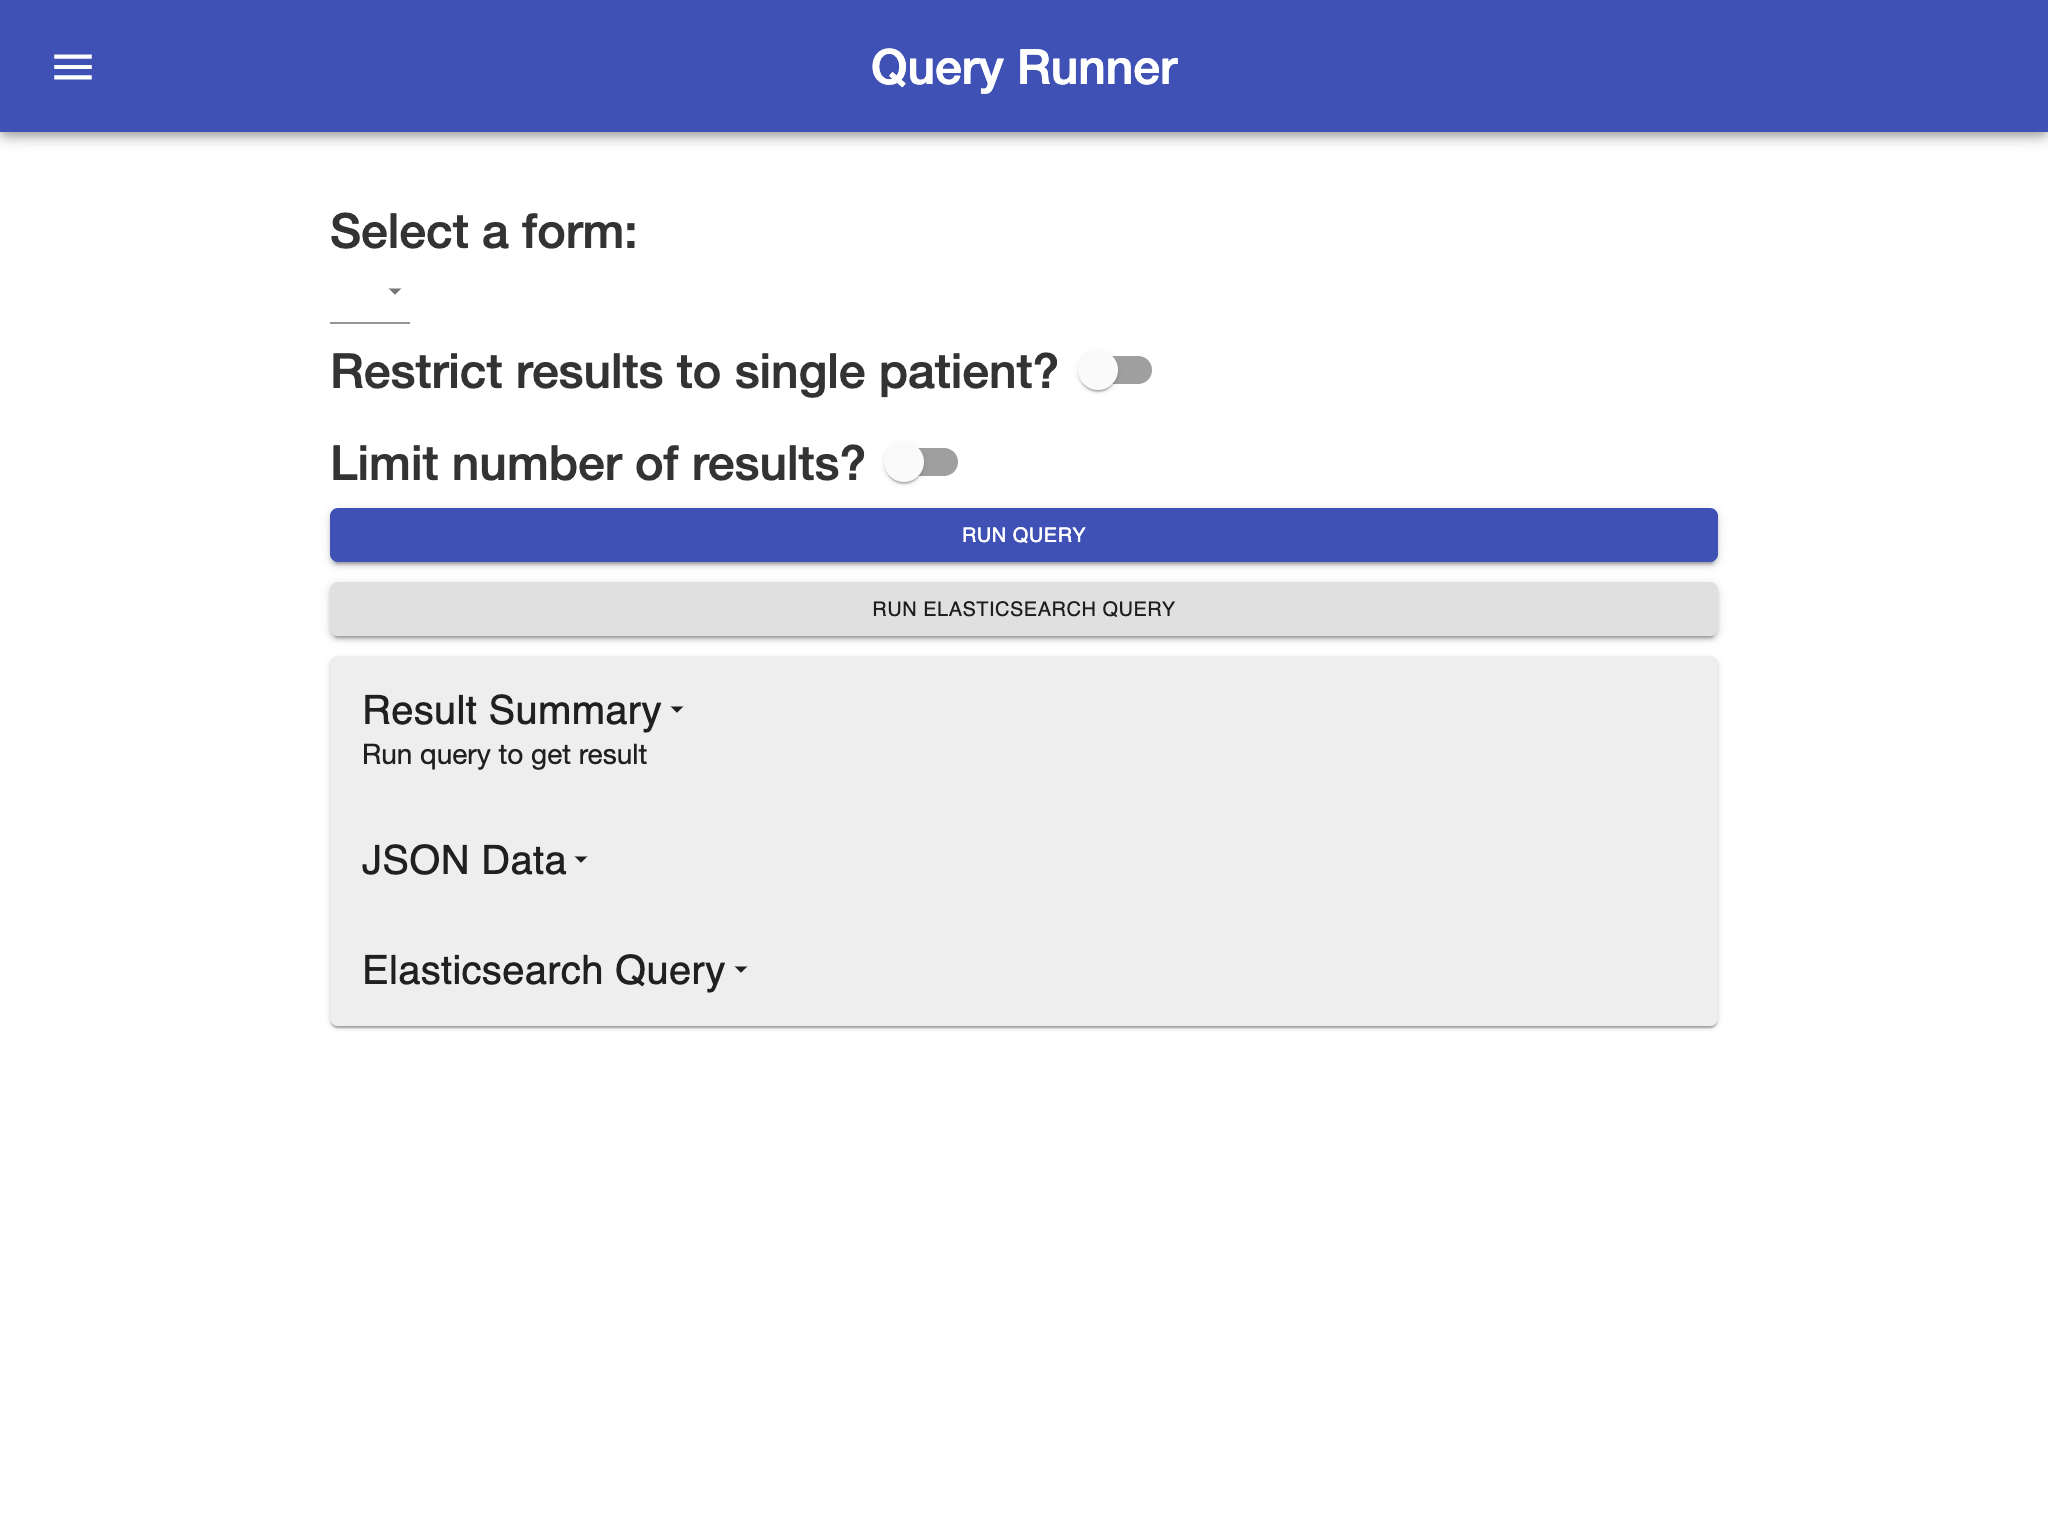 Query Runner
Select a form:
Restrict results to single patient?
Limit number of results?
RUN QUERY
RUN ELASTICSEARCH QUERY
Result Summary
Run query to get result
JSON Data
Elasticsearch Query